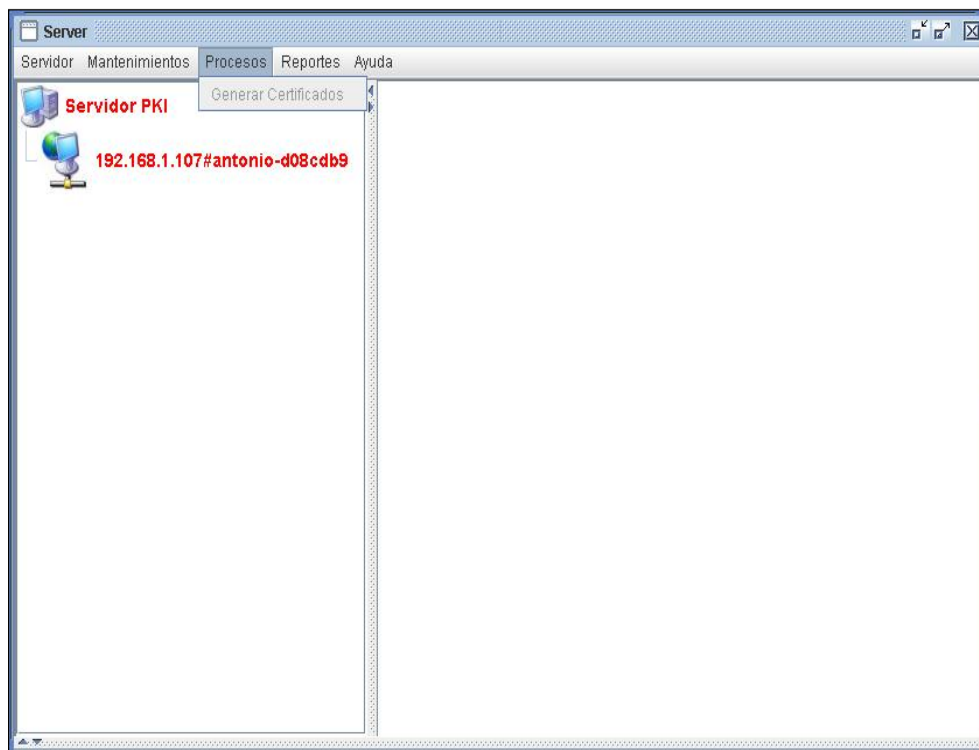 Server
Servidor Mantenimientos Procesos Reportes Ayuda
Generar Certificados
Servidor PKI
192.168.1.107#antonio-d08cdb9